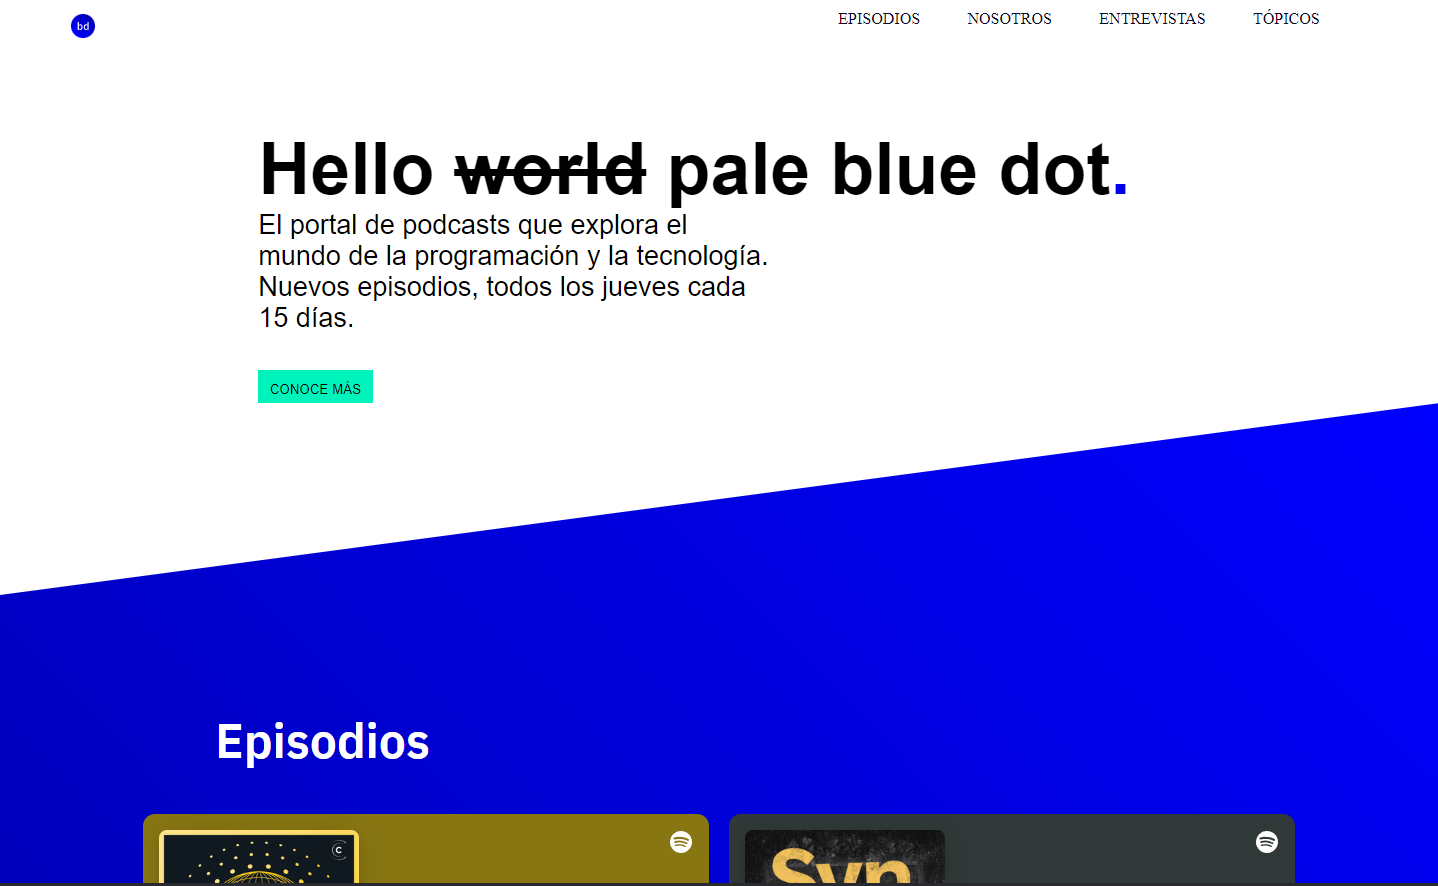 bd
EPISODIOS NOSOTROS ENTREVISTAS TÓPICOS
Hello world pale blue dot.
El portal de podcasts que explora el
mundo de la programación y la tecnología.
Nuevos episodios, todos los jueves cada
15 días.
CONOCE MÁS
Episodios
C
Syn